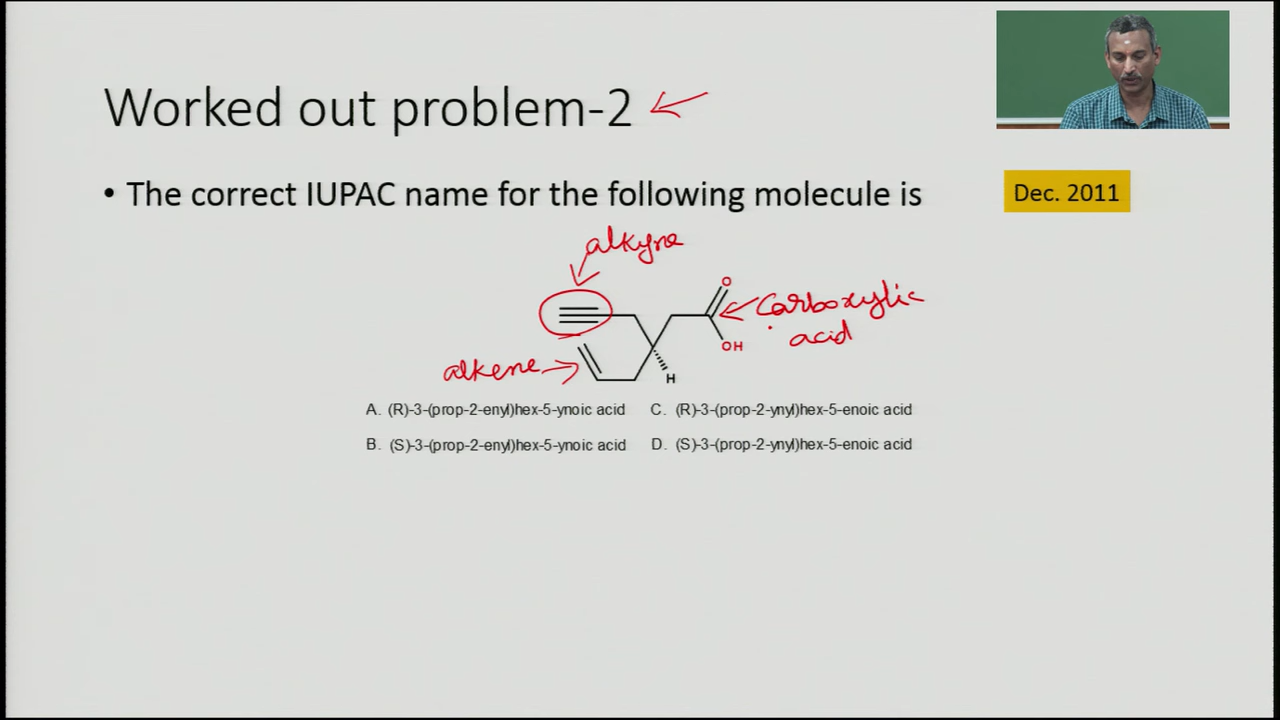 Worked out problem-2
• The correct IUPAC name for the following molecule is
Dec. 2011
alkyne
O
Carboxylic
acid
OH
alkene
H
A. (R)-3-(prop-2-enyl)hex-5-ynoic acid
C. (R)-3-(prop-2-ynyl)hex-5-enoic acid
B. (S)-3-(prop-2-enyl)hex-5-ynoic acid
D. (S)-3-(prop-2-ynyl)hex-5-enoic acid